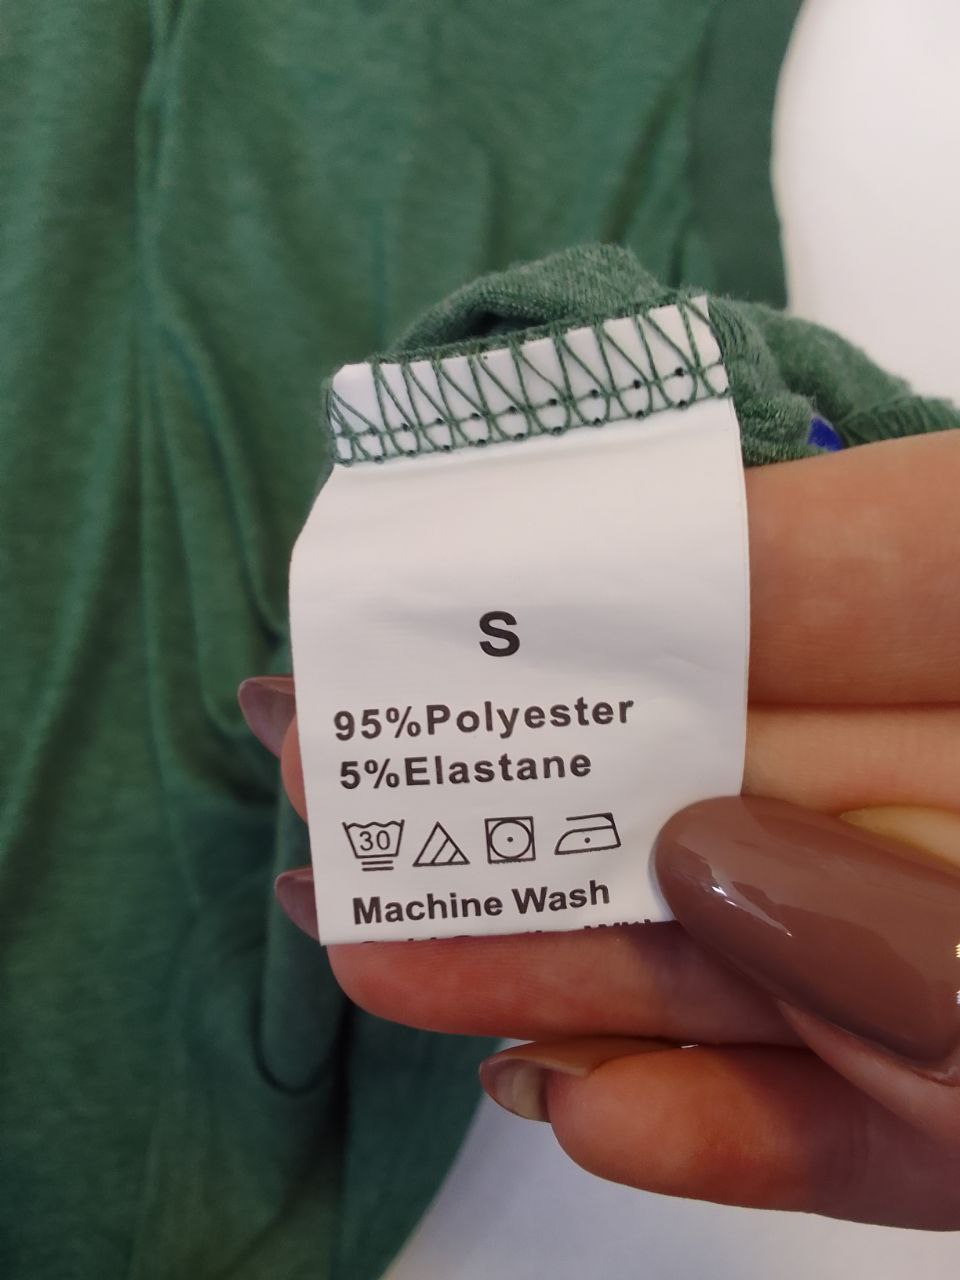 S
95%Polyester
5%Elastane
30
Machine Wash